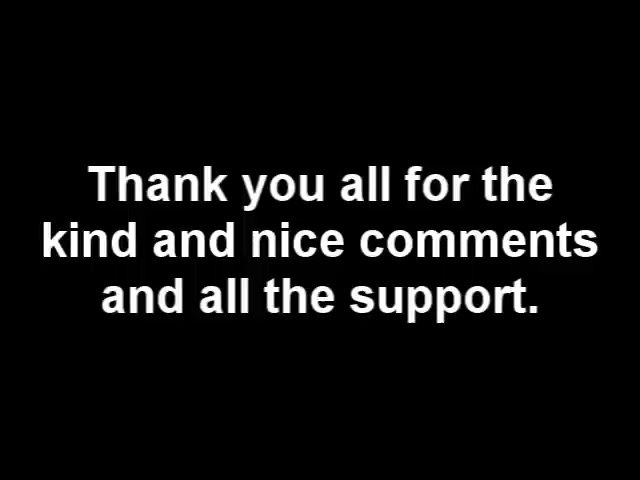 Thank you all for the
kind and nice comments
and all the support.